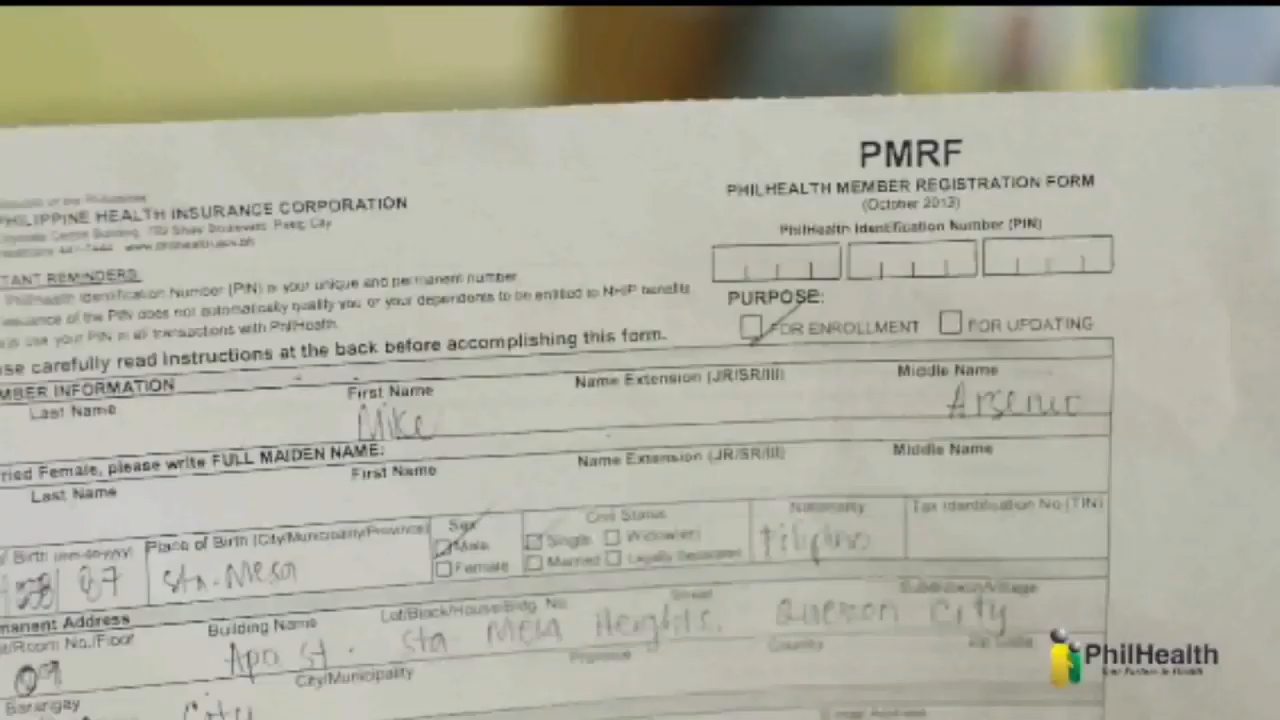 PMRF
PHILHEALTH MEMBER REGISTRATION FORM
(October 2013)
PHILIPPINE HEALTH INSURANCE CORPORATION
PhilHealth Identification Number (PIN)
TANT REMINDERS:
PhilHealth Identification Number (PIN) is your unique and permanent number
issuance of the PIN does not automatically qualify you or your dependents to be entitled to NHIP benefits
use your PIN in all transactions with PhilHealth.
se carefully read instructions at the back before accomplishing this form.
PURPOSE:
FOR ENROLLMENT FOR UPDATING
MBER INFORMATION
Last Name First Name Name Extension (JR/SR/III) Middle Name
Mike
ried Female, please write FULL MAIDEN NAME:
Last Name First Name Name Extension (JR/SR/III) Middle Name
Birth (mm-dd-yyyy) Place of Birth (City/Municipality/Province) Sex Civil Status Nationality Tax Identification No.(TIN)
Male Single Widow(er)
Female Married Legally Separated
87 Sta. Mesa Filipino
manent Address
/Room No./Floor Building Name Lot/Block/House/Bldg. No. Street Subdivision/Village
09 Apo St. Sta Mesa Heights. Quezon City
Barangay City/Municipality Province Country Zip Code
City
PhilHealth
Your Partner in Health